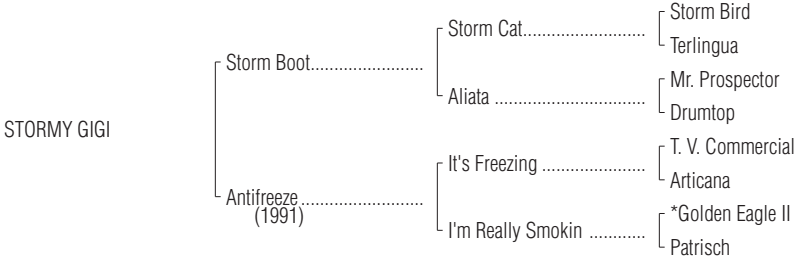 Storm Bird
Storm Cat........................
Terlingua
Storm Boot......................
Mr. Prospector
Aliata ..............................
Drumtop
STORMY GIGI
T. V. Commercial
It's Freezing .....................
Articana
Antifreeze........................
(1991)
*Golden Eagle II
I'm Really Smokin ...........
Patrisch